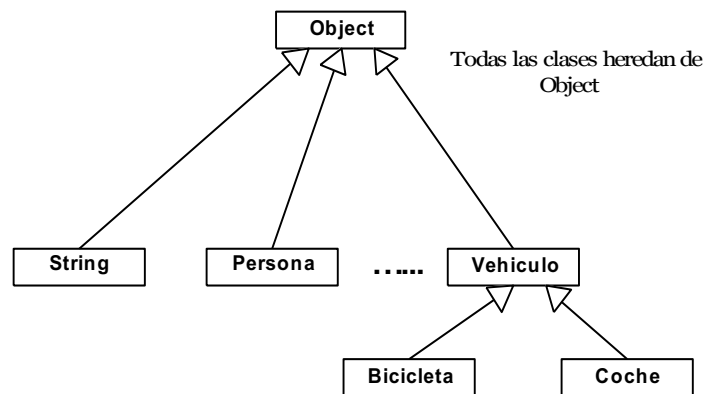 Object
Todas las clases heredan de
Object
String
Persona
......
Vehiculo
Bicicleta
Coche